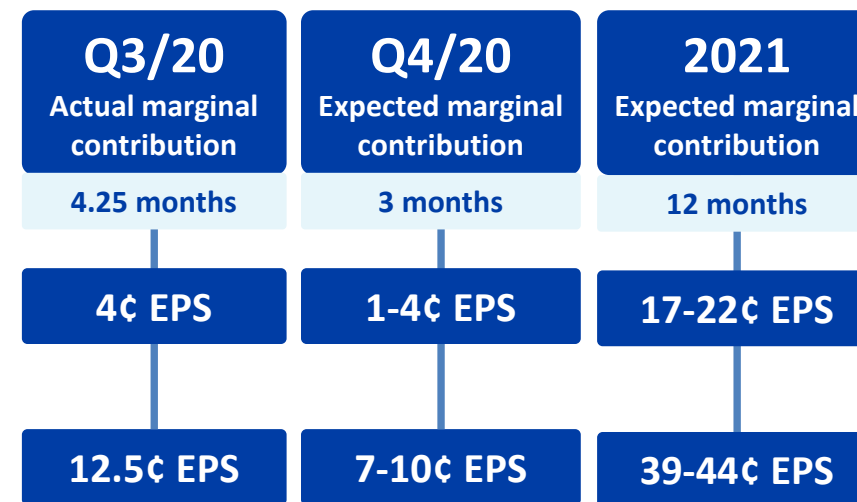 Q3/20
Actual marginal
contribution
4.25 months
4¢ EPS
12.5¢ EPS
Q4/20
Expected marginal
contribution
3 months
1-4¢ EPS
7-10¢ EPS
2021
Expected marginal
contribution
12 months
17-22¢ EPS
39-44¢ EPS